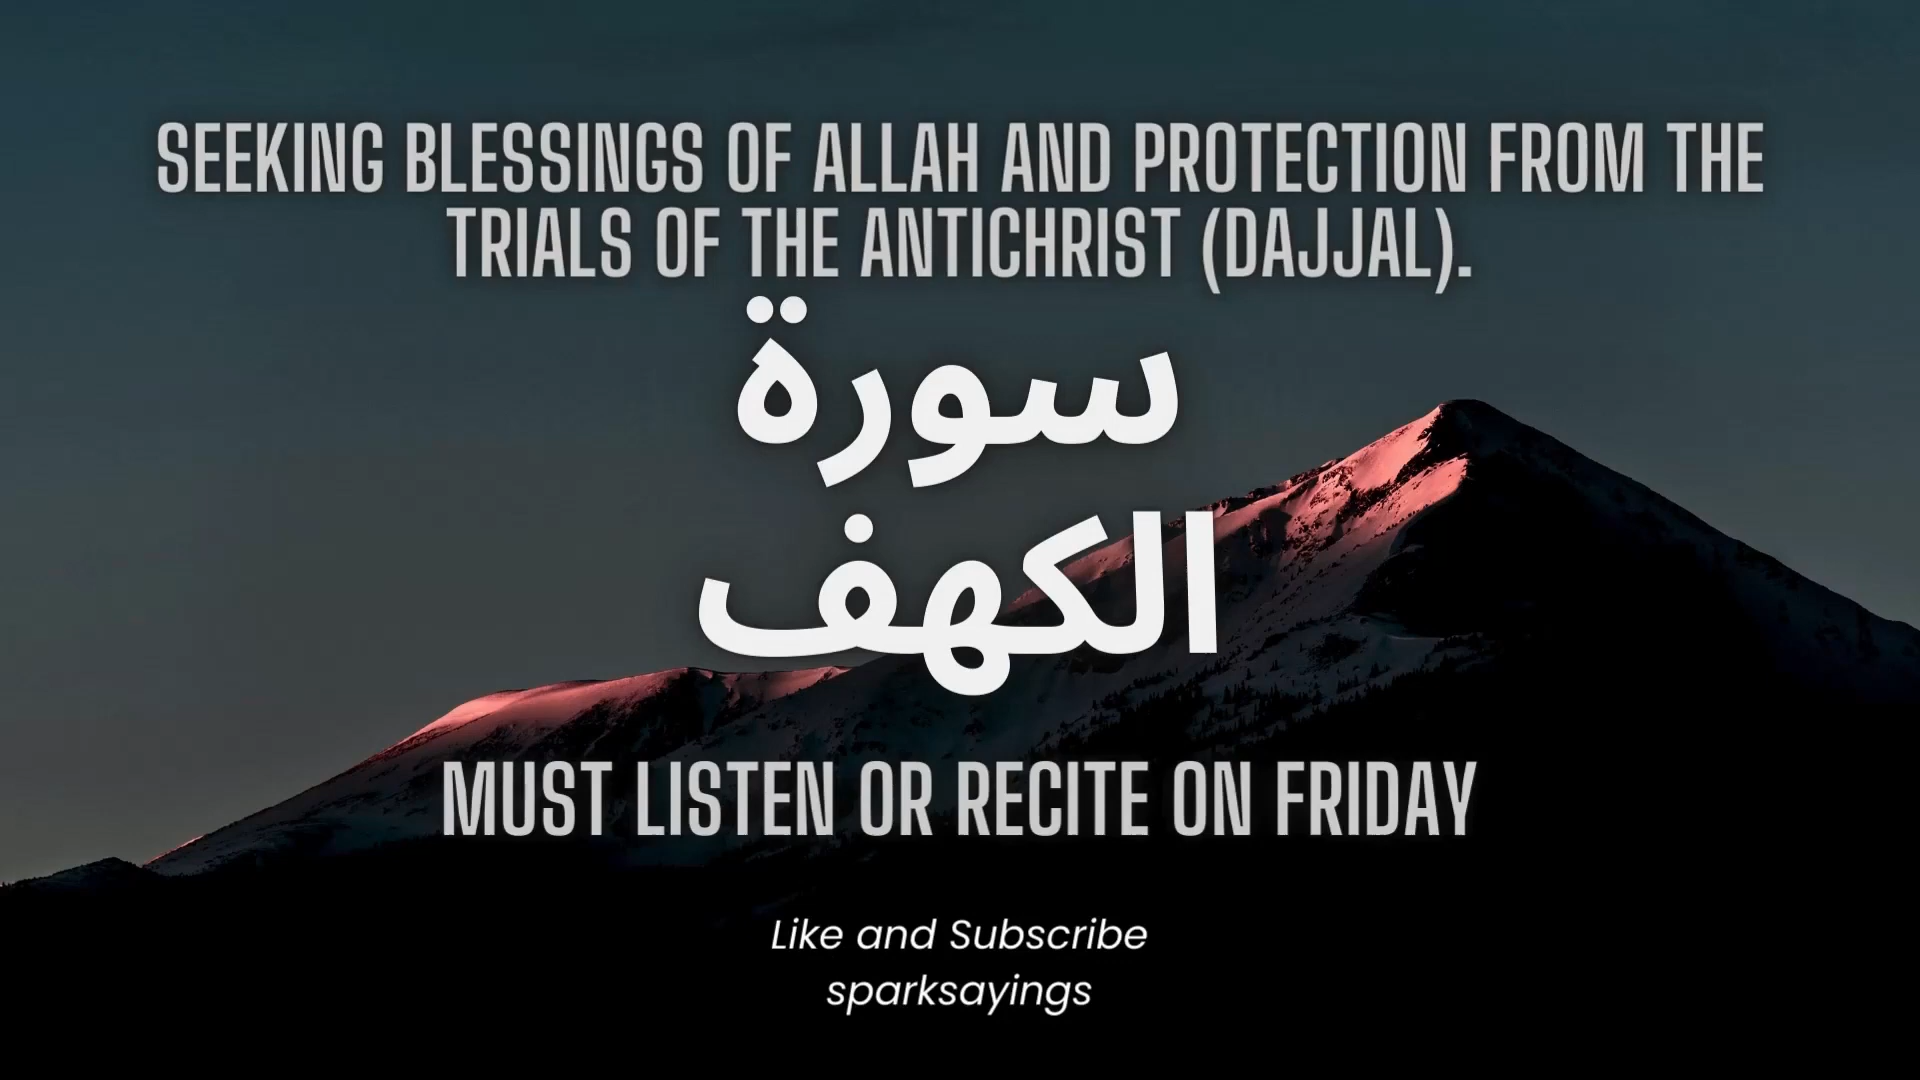 SEEKING BLESSINGS OF ALLAH AND PROTECTION FROM THE
TRIALS OF THE ANTICHRIST (DAJJAL).
سورة
الكهف
MUST LISTEN OR RECITE ON FRIDAY
Like and Subscribe
sparksayings